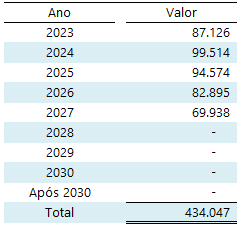 Ano Valor
2023 87.126
2024 99.514
2025 94.574
2026 82.895
2027 69.938
2028 -
2029 -
2030 -
Após 2030 -
Total 434.047